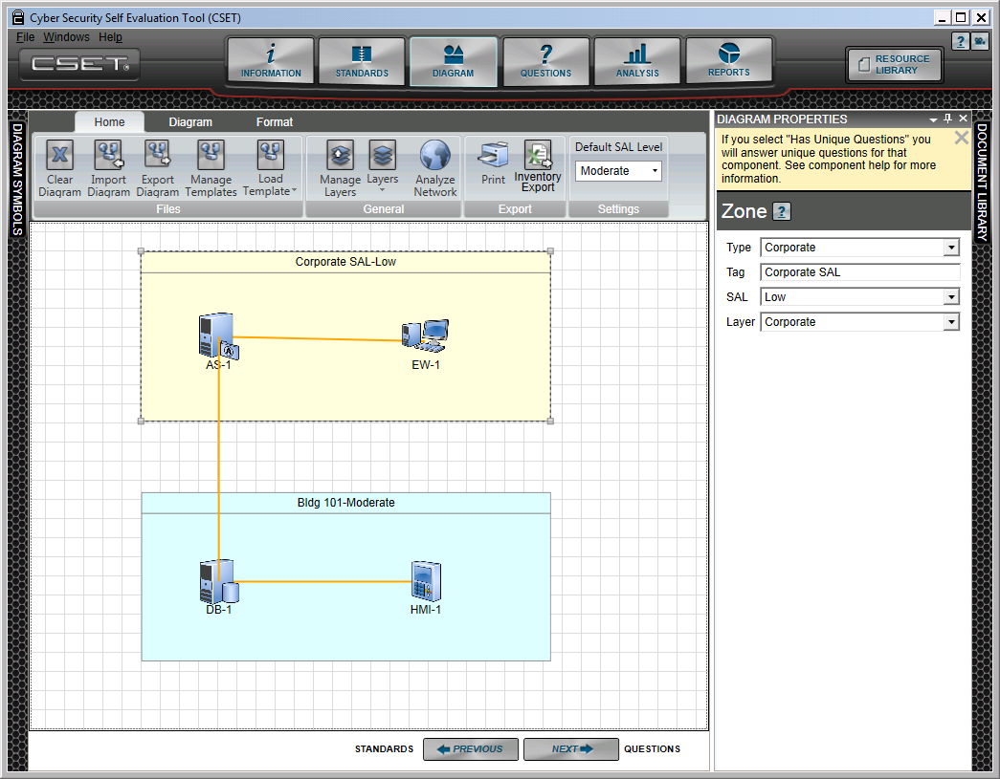 Cyber Security Self Evaluation Tool (CSET)
File Windows Help
CSET
INFORMATION
STANDARDS
DIAGRAM
QUESTIONS
ANALYSIS
REPORTS
RESOURCE
LIBRARY
DIAGRAM SYMBOLS
Home Diagram Format
Clear
Diagram
Import
Diagram
Export
Diagram
Manage
Templates
Load
Template
Files
Manage
Layers
Layers
Analyze
Network
General
Print
Inventory
Export
Export
Default SAL Level
Moderate
Settings
Corporate SAL-Low
AS-1
EW-1
Bldg 101-Moderate
DB-1
HMI-1
STANDARDS PREVIOUS NEXT QUESTIONS
DIAGRAM PROPERTIES
If you select "Has Unique Questions" you
will answer unique questions for that
component. See component help for more
information.
Zone ?
Type Corporate
Tag Corporate SAL
SAL Low
Layer Corporate
DOCUMENT LIBRARY